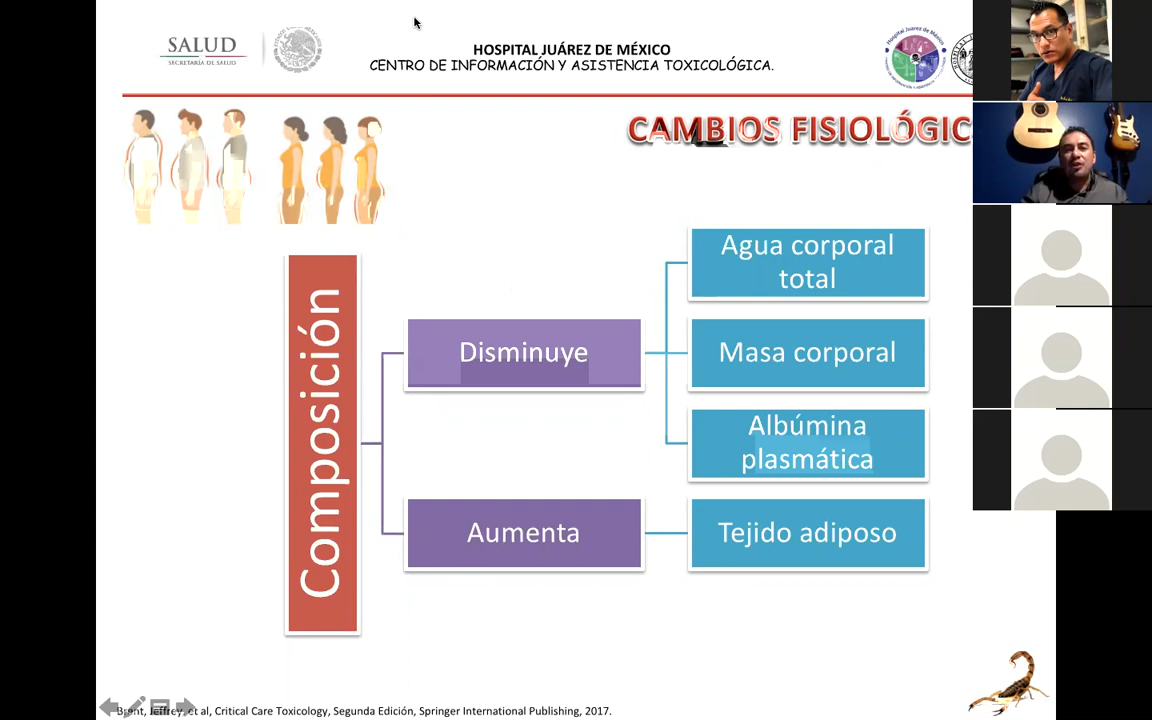 SALUD
SECRETARÍA DE SALUD
HOSPITAL JUÁREZ DE MÉXICO
CENTRO DE INFORMACIÓN Y ASISTENCIA TOXICOLÓGICA.
CAMBIOS FISIOLÓGIC
Composición
Disminuye
Agua corporal
total
Masa corporal
Albúmina
plasmática
Aumenta
Tejido adiposo
Brent, Jeffrey, et al, Critical Care Toxicology, Segunda Edición, Springer International Publishing, 2017.